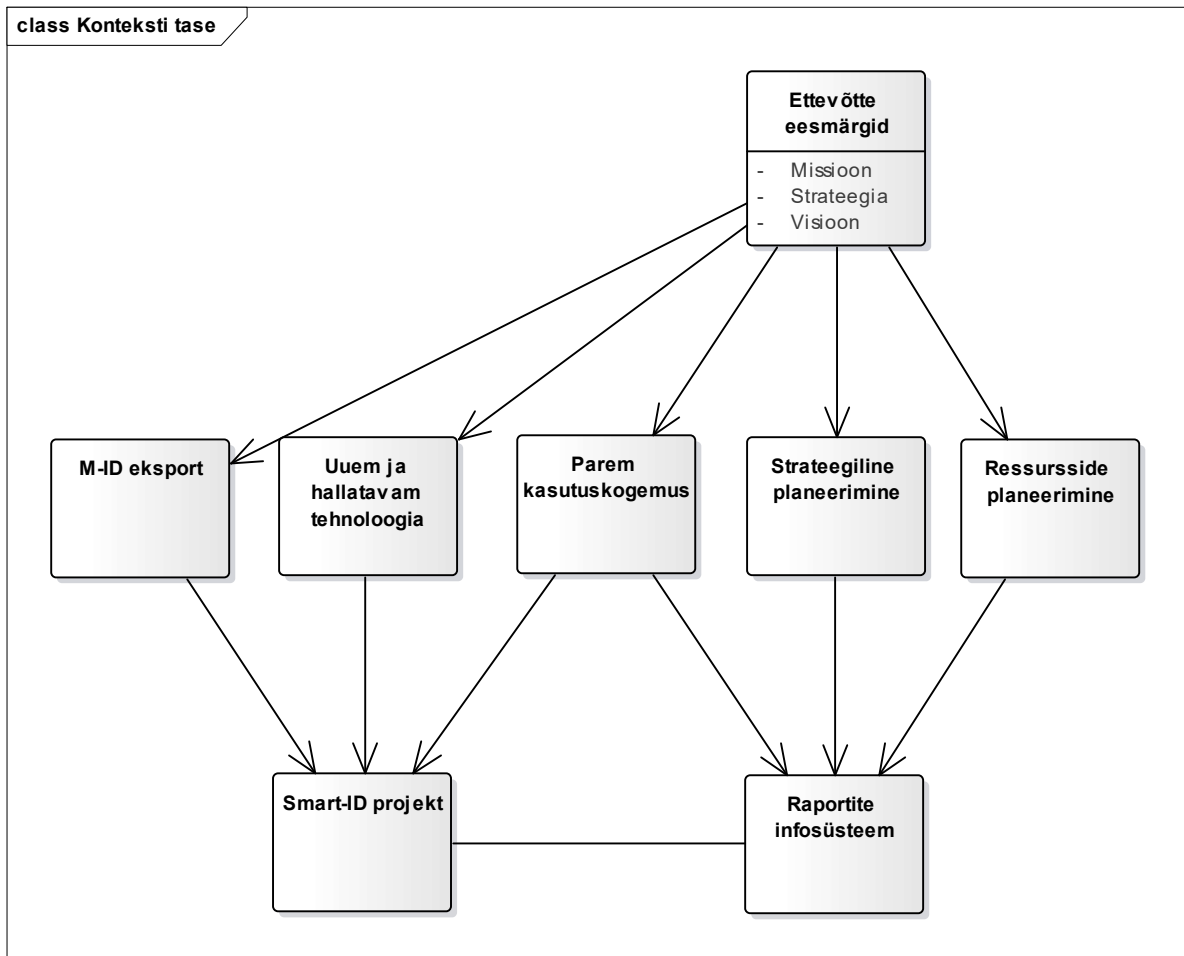 class Konteksti tase
Ettevõtte
eesmärgid
- Missioon
- Strateegia
- Visioon
M-ID eksport
Uuem ja
hallatavam
tehnoloogia
Parem
kasutuskogemus
Strateegiline
planeerimine
Ressursside
planeerimine
Smart-ID projekt
Raportite
infosüsteem